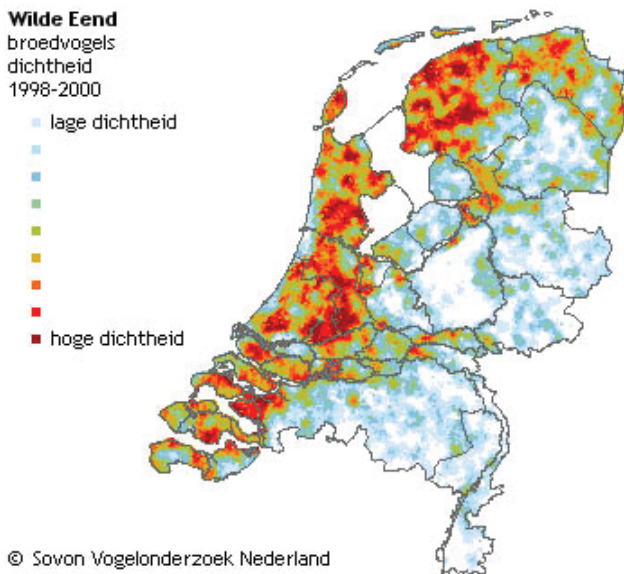 Wilde Eend
broedvogels
dichtheid
1998-2000
lage dichtheid
hoge dichtheid
© Sovon Vogelonderzoek Nederland